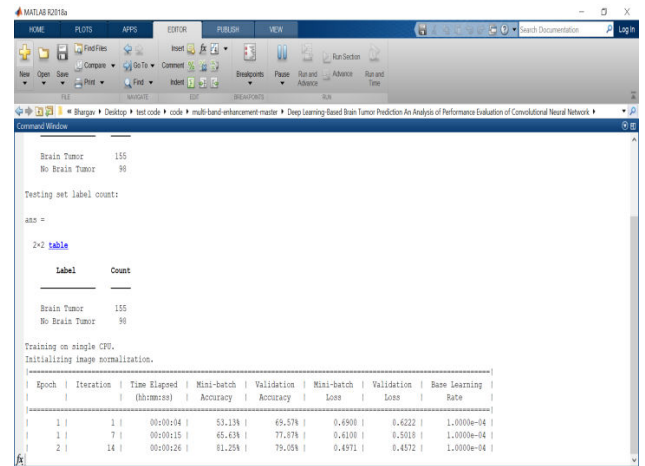 MATLAB R2018a
HOME PLOTS APPS EDITOR PUBLISH VIEW Search Documentation Log In
New Open Save Find Files Compare Print Go To Find Insert fx Comment Indent Breakpoints Pause Run and Advance Run Section Advance Run and Time
FILE NAVIGATE EDIT BREAKPOINTS RUN
« Bhargav ▸ Desktop ▸ test code ▸ code ▸ multi-band-enhancement-master ▸ Deep Learning-Based Brain Tumor Prediction An Analysis of Performance Evaluation of Convolutional Neural Network ▸
Command Window
Brain Tumor 155
No Brain Tumor 98
Testing set label count:
ans =
2×2 table
Label Count
Brain Tumor 155
No Brain Tumor 98
Training on single CPU.
Initializing image normalization.
| Epoch | Iteration | Time Elapsed | Mini-batch | Validation | Mini-batch | Validation | Base Learning |
| | | (hh:mm:ss) | Accuracy | Accuracy | Loss | Loss | Rate |
| 1 | 1 | 00:00:04 | 53.13% | 69.57% | 0.6900 | 0.6222 | 1.0000e-04 |
| 1 | 7 | 00:00:15 | 65.63% | 77.87% | 0.6100 | 0.5018 | 1.0000e-04 |
| 2 | 14 | 00:00:26 | 81.25% | 79.05% | 0.4971 | 0.4572 | 1.0000e-04 |
fx